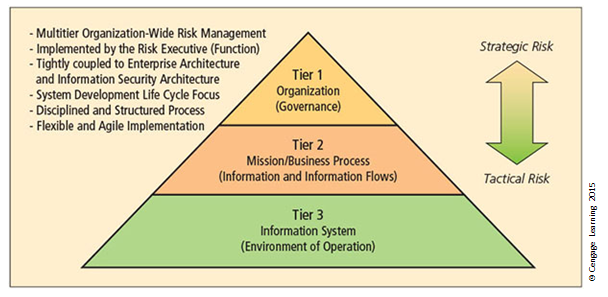 - Multitier Organization-Wide Risk Management
- Implemented by the Risk Executive (Function)
- Tightly coupled to Enterprise Architecture
and Information Security Architecture
- System Development Life Cycle Focus
- Disciplined and Structured Process
- Flexible and Agile Implementation
Tier 1
Organization
(Governance)
Tier 2
Mission/Business Process
(Information and Information Flows)
Tier 3
Information System
(Environment of Operation)
Strategic Risk
Tactical Risk
© Cengage Learning 2015